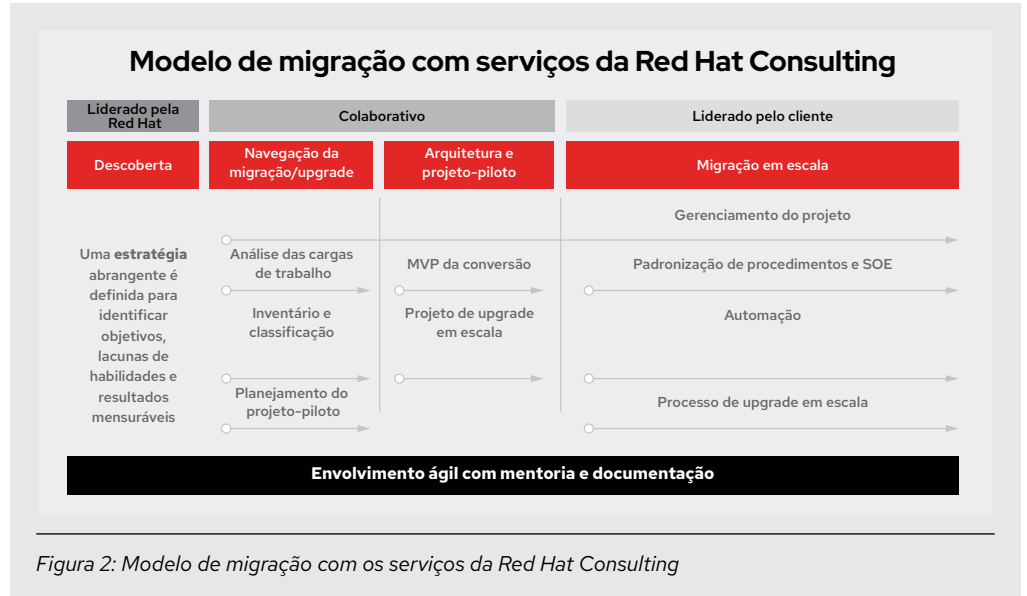 Modelo de migração com serviços da Red Hat Consulting
Liderado pela
Red Hat
Colaborativo
Liderado pelo cliente
Descoberta
Navegação da
migração/upgrade
Arquitetura e
projeto-piloto
Migração em escala
Uma estratégia
abrangente é
definida para
identificar
objetivos,
lacunas de
habilidades e
resultados
mensuráveis
Gerenciamento do projeto
Análise das cargas
de trabalho
Inventário e
classificação
Planejamento do
projeto-piloto
MVP da conversão
Projeto de upgrade
em escala
Padronização de procedimentos e SOE
Automação
Processo de upgrade em escala
Envolvimento ágil com mentoria e documentação
Figura 2: Modelo de migração com os serviços da Red Hat Consulting